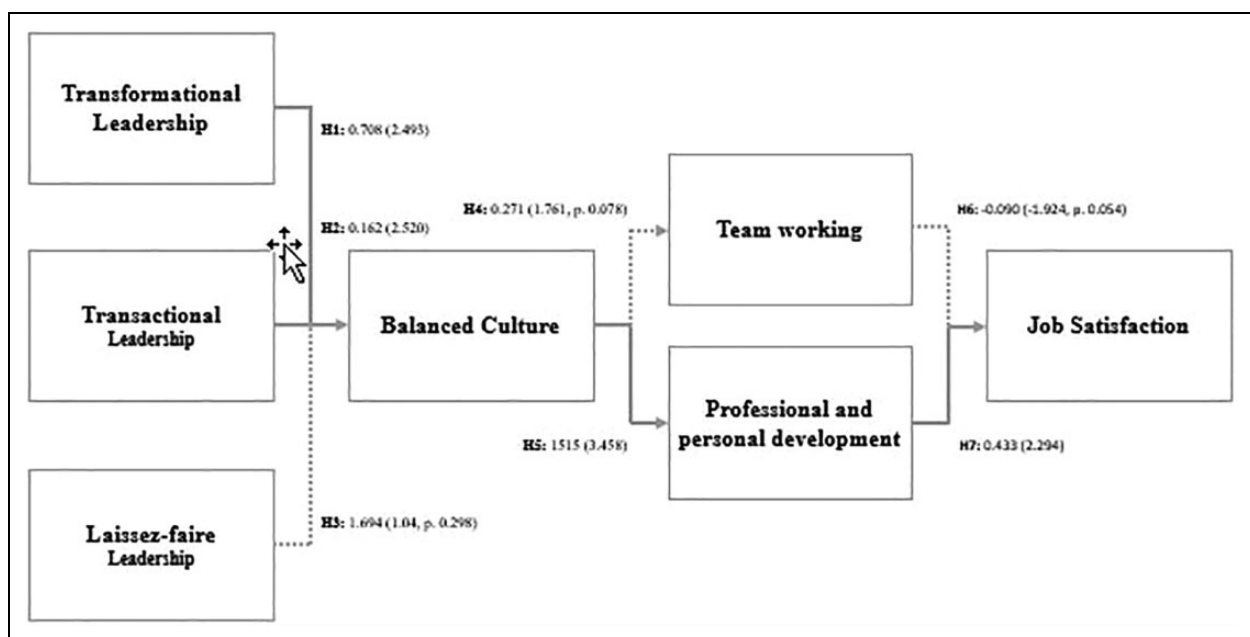 Transformational
Leadership
H1: 0.708 (2.493)
H2: 0.162 (2.520)
Transactional
Leadership
Laissez-faire
Leadership
H3: 1.694 (1.04, p. 0.298)
Balanced Culture
H4: 0.271 (1.761, p. 0.078)
Team working
H5: 1515 (3.458)
Professional and
personal development
H6: -0.090 (-1.924, p. 0.054)
H7: 0.433 (2.294)
Job Satisfaction